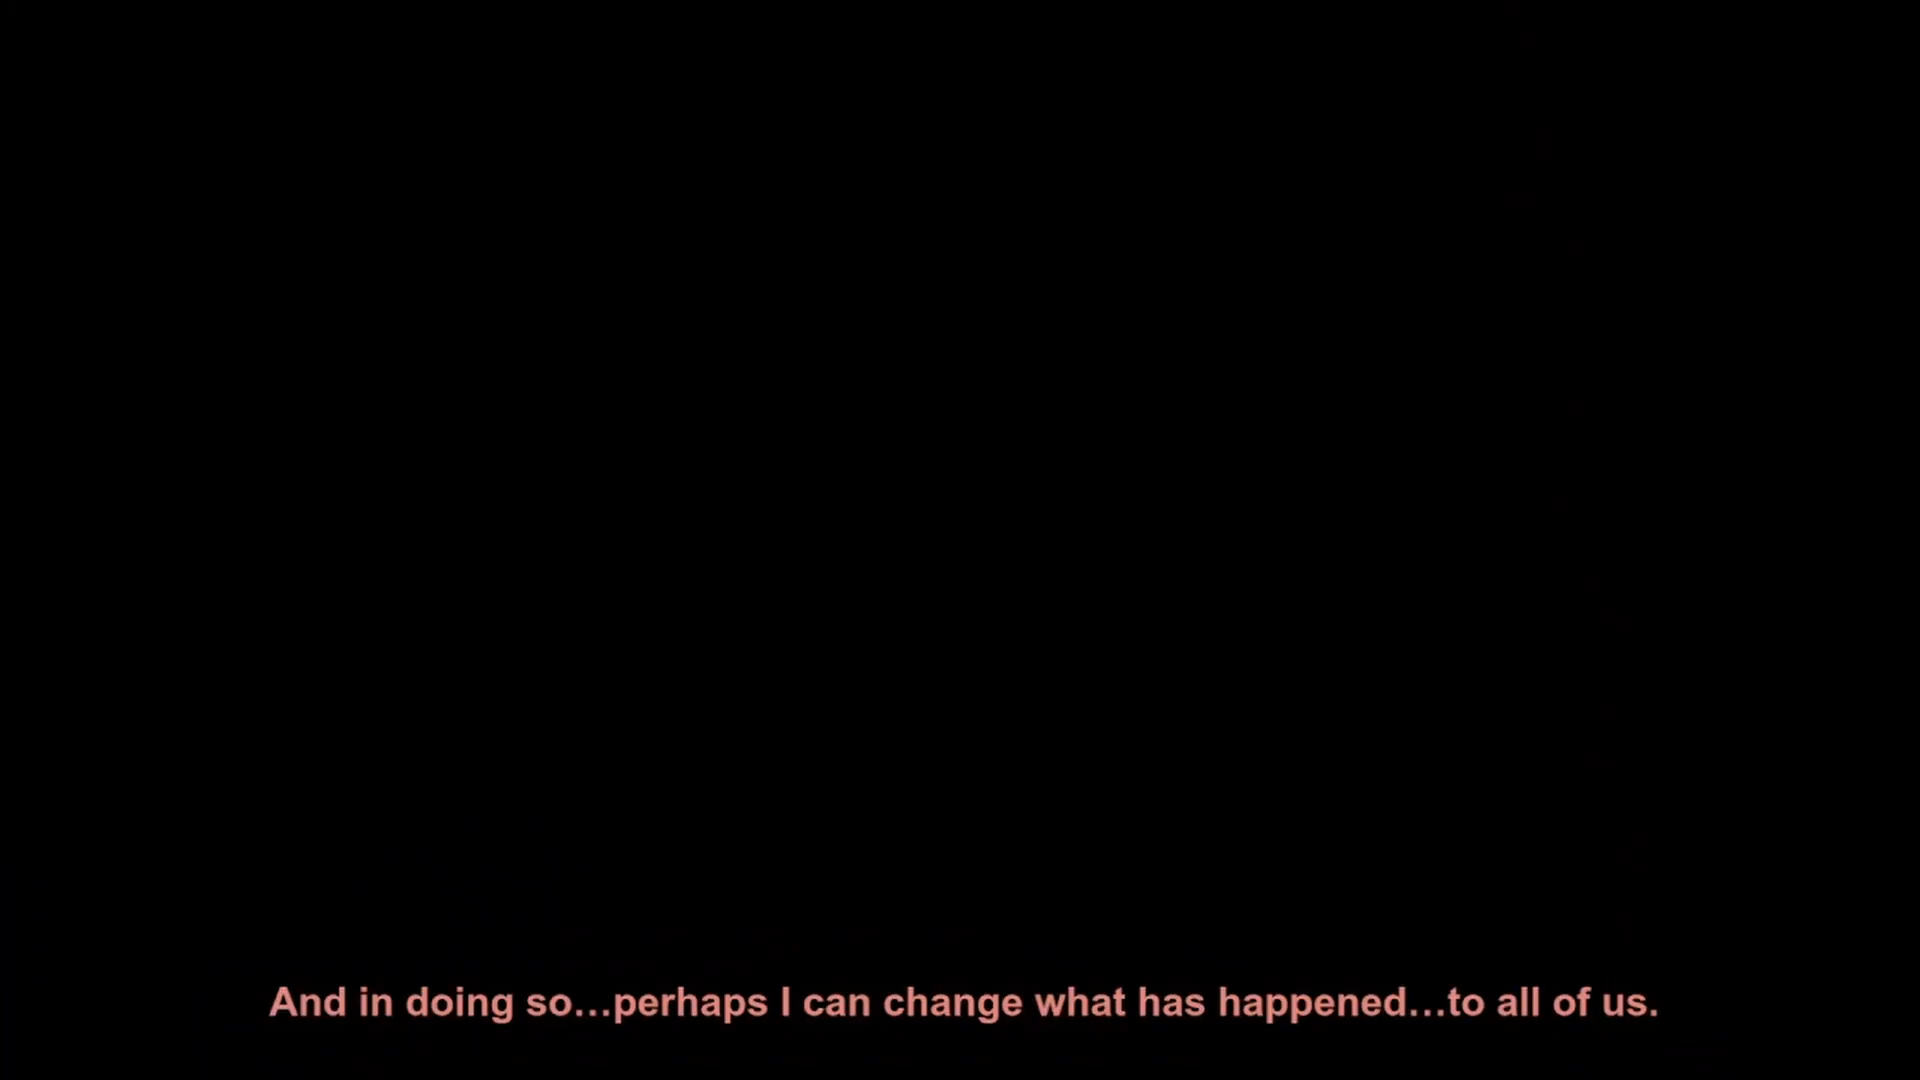 And in doing so…perhaps I can change what has happened…to all of us.